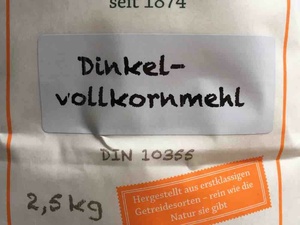 seit 1874
Dinkel-
vollkornmehl
DIN 10355
2,5 kg
Hergestellt aus erstklassigen
Getreidesorten - rein wie die
Natur sie gibt